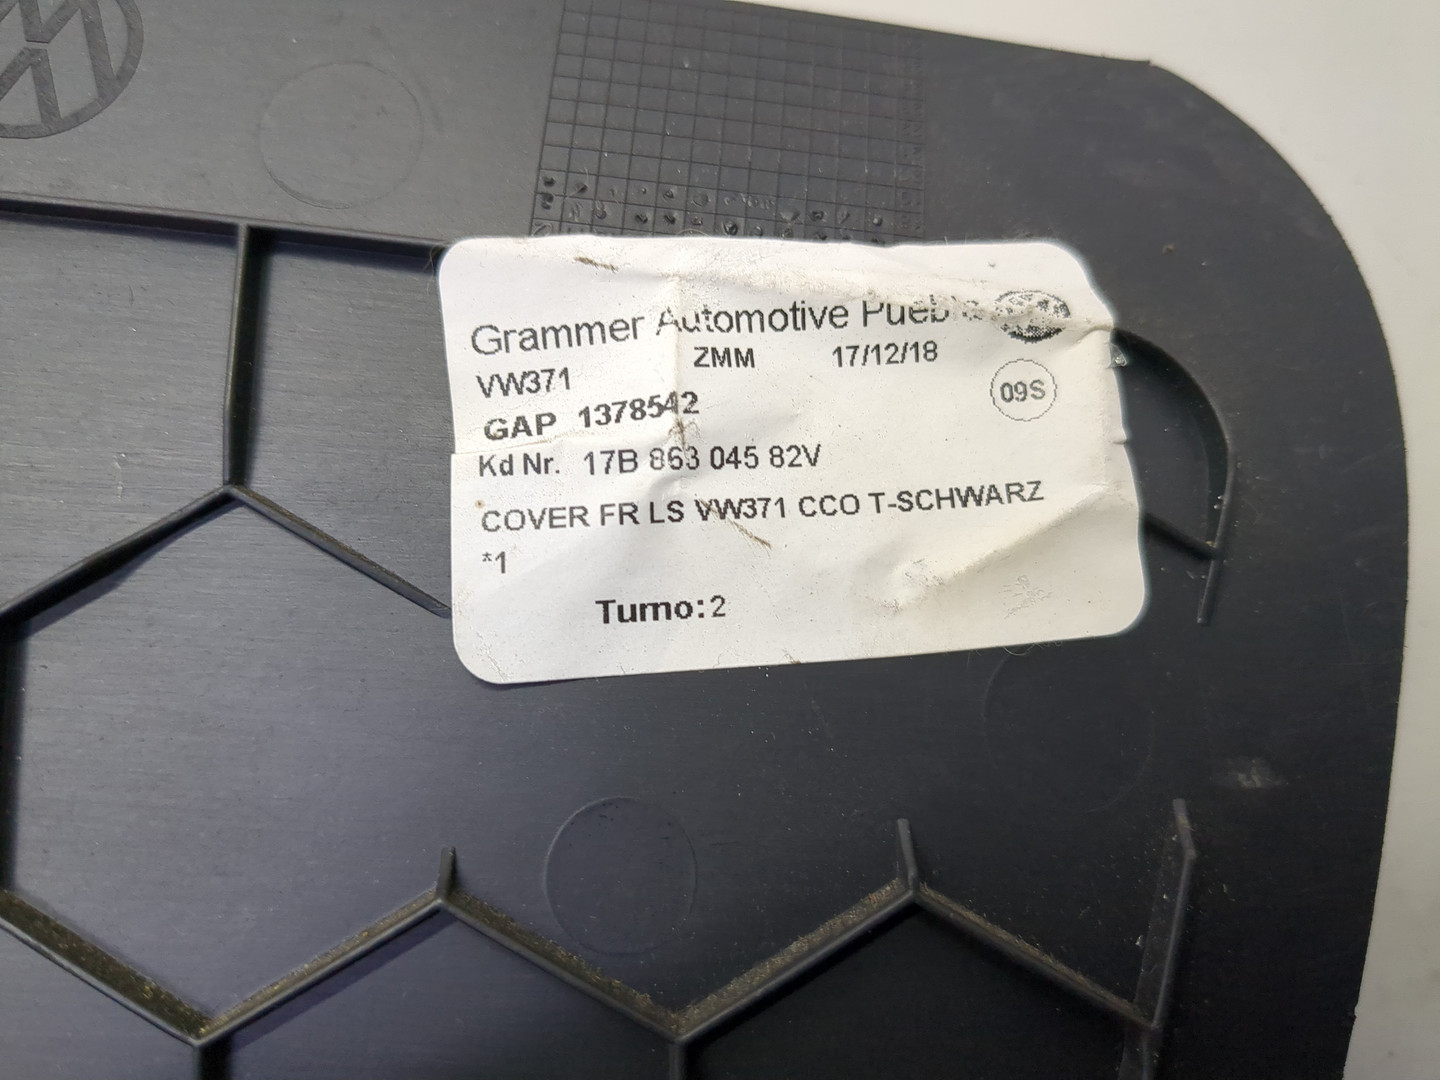 Grammer Automotive Puebla
ZMM 17/12/18
VW371
09S
GAP 1378542
Kd Nr. 17B 863 045 82V
COVER FR LS VW371 CCO T-SCHWARZ
*1
Turno:2